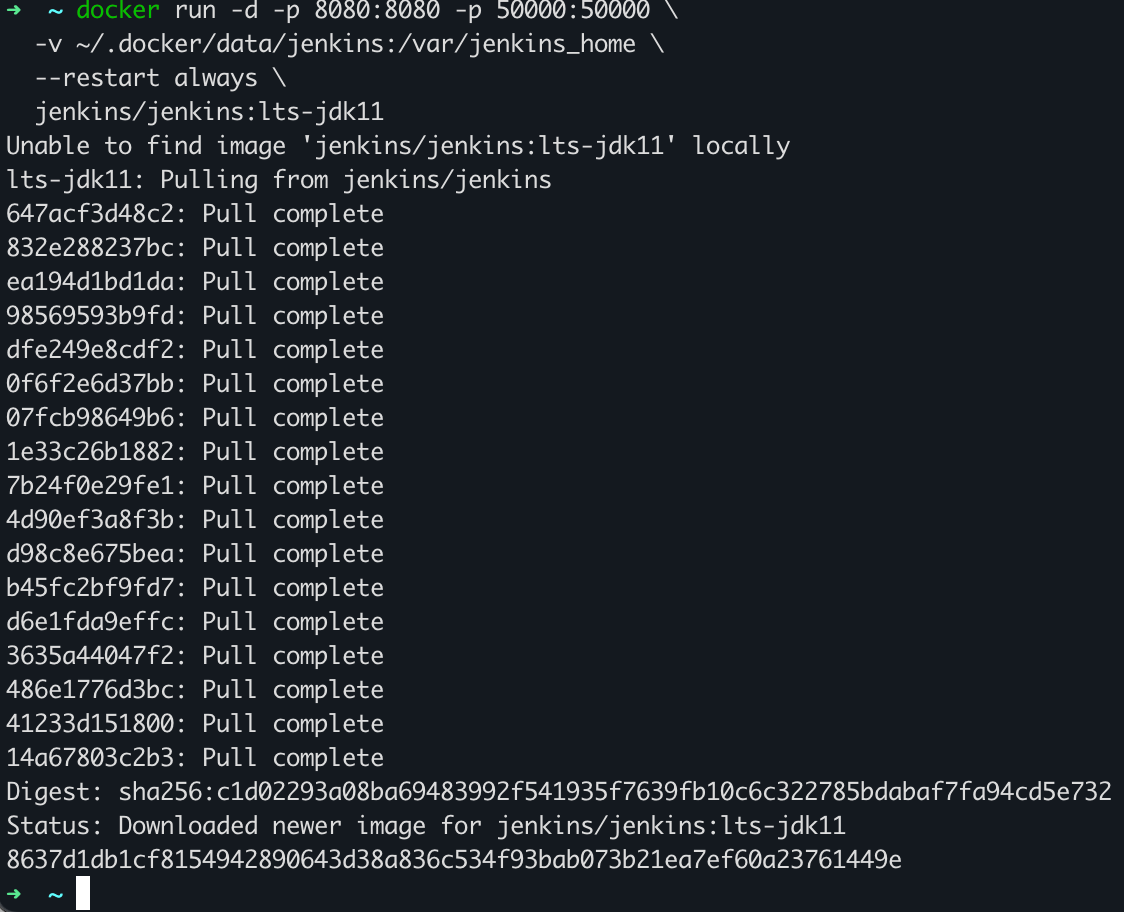 ➜  ~ docker run -d -p 8080:8080 -p 50000:50000 \
  -v ~/.docker/data/jenkins:/var/jenkins_home \
  --restart always \
  jenkins/jenkins:lts-jdk11
Unable to find image 'jenkins/jenkins:lts-jdk11' locally
lts-jdk11: Pulling from jenkins/jenkins
647acf3d48c2: Pull complete
832e288237bc: Pull complete
ea194d1bd1da: Pull complete
98569593b9fd: Pull complete
dfe249e8cdf2: Pull complete
0f6f2e6d37bb: Pull complete
07fcb98649b6: Pull complete
1e33c26b1882: Pull complete
7b24f0e29fe1: Pull complete
4d90ef3a8f3b: Pull complete
d98c8e675bea: Pull complete
b45fc2bf9fd7: Pull complete
d6e1fda9effc: Pull complete
3635a44047f2: Pull complete
486e1776d3bc: Pull complete
41233d151800: Pull complete
14a67803c2b3: Pull complete
Digest: sha256:c1d02293a08ba69483992f541935f7639fb10c6c322785bdabaf7fa94cd5e732
Status: Downloaded newer image for jenkins/jenkins:lts-jdk11
8637d1db1cf8154942890643d38a836c534f93bab073b21ea7ef60a23761449e
➜  ~